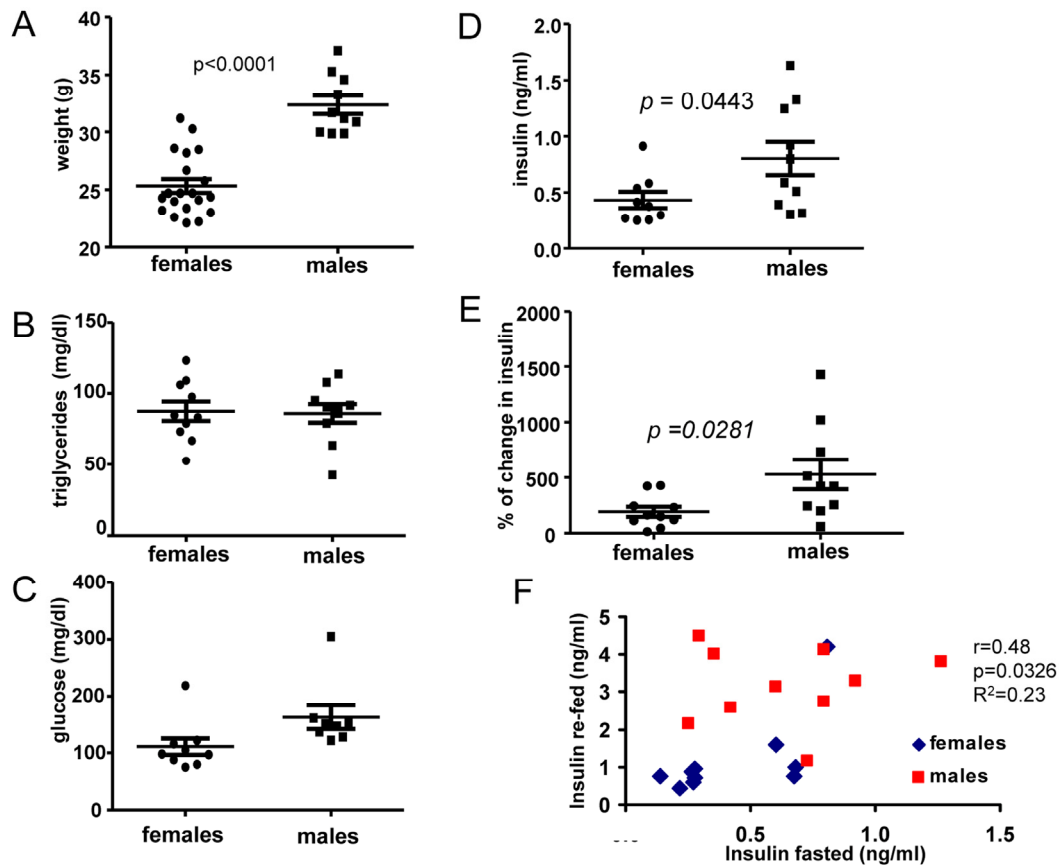 A
weight (g)
40
35
30
25
20
p<0.0001
females males
B
triglycerides (mg/dl)
150
100
50
0
females males
C
glucose (mg/dl)
400
300
200
100
0
females males
D
insulin (ng/ml)
2.0
1.5
1.0
0.5
0.0
p = 0.0443
females males
E
% of change in insulin
2000
1500
1000
500
0
p =0.0281
females males
F
Insulin re-fed (ng/ml)
5
4
3
2
1
0
r=0.48
p=0.0326
R²=0.23
females
males
0.5 1.0 1.5
Insulin fasted (ng/ml)